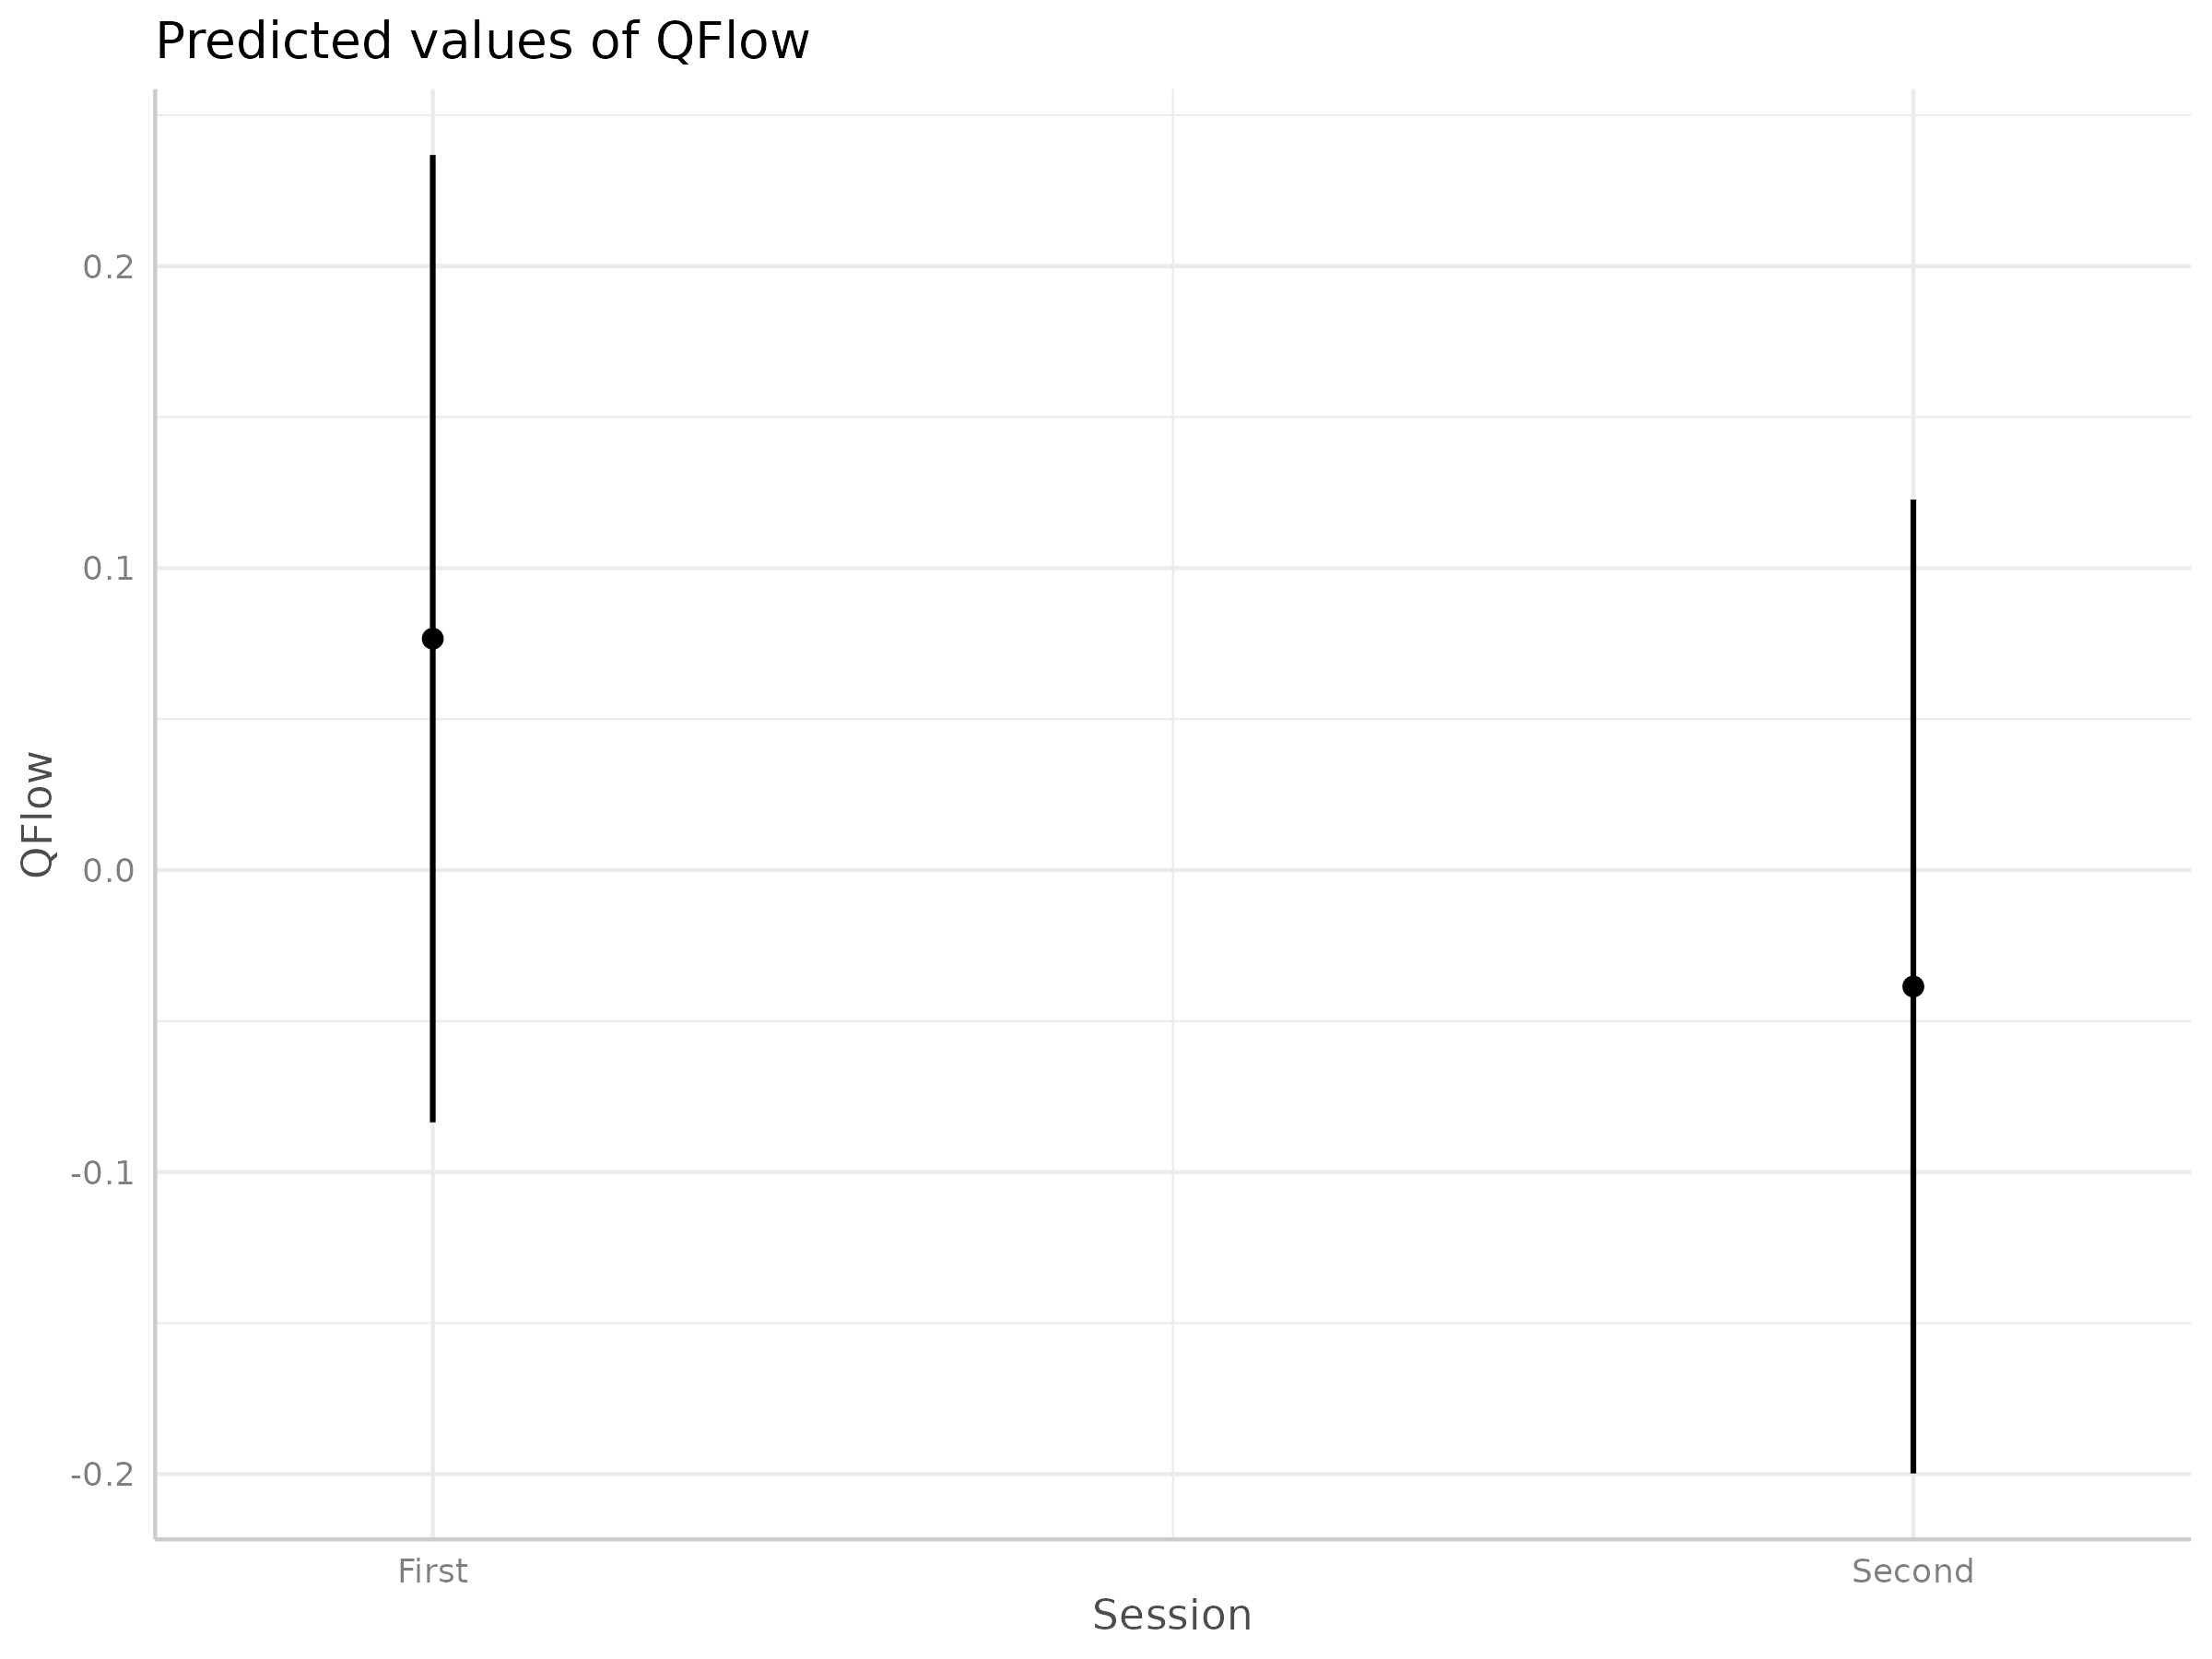 Predicted values of QFlow
QFlow
0.2
0.1
0.0
-0.1
-0.2
First
Second
Session